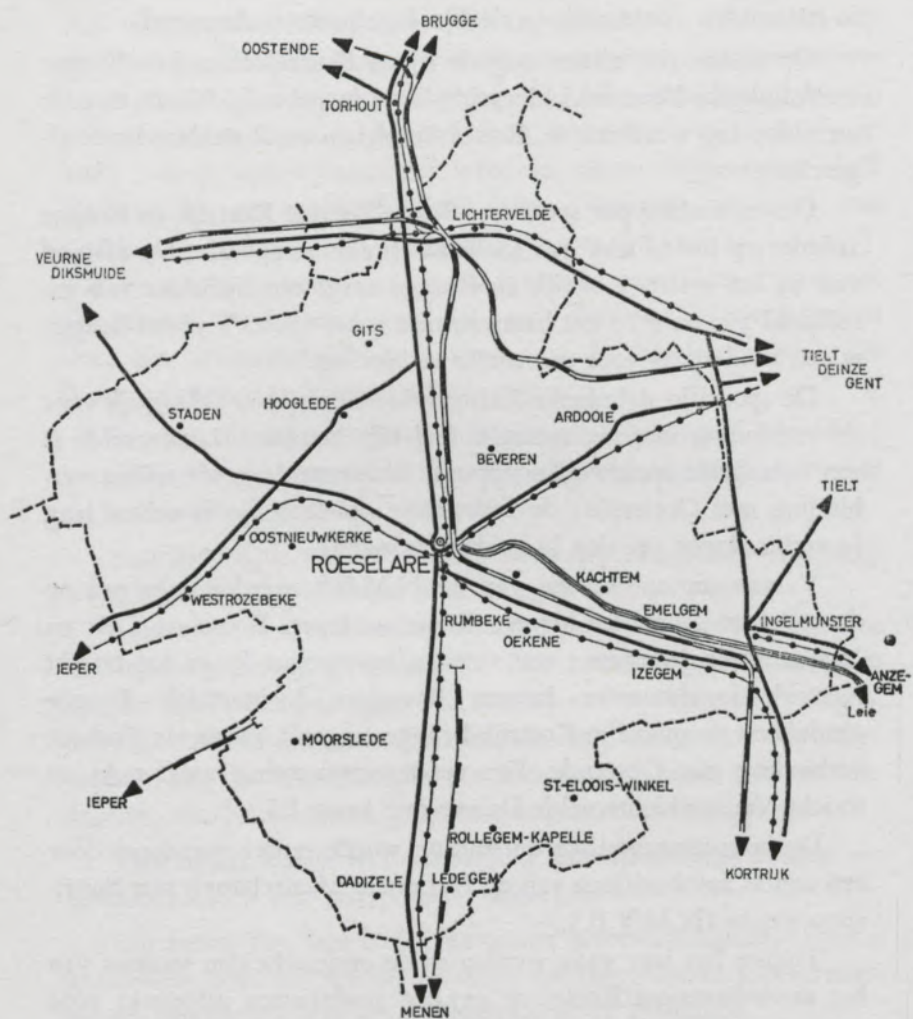 BRUGGE
OOSTENDE
TORHOUT
LICHTERVELDE
VEURNE
DIKSMUIDE
GITS
TIELT
DEINZE
GENT
HOOGLEDE
STADEN
ARDOOIE
BEVEREN
TIELT
OOSTNIEUWKERKE
ROESELARE
KACHTEM
WESTROZEBEKE
EMELGEM
RUMBEKE
INGELMUNSTER
OEKENE
IEPER
IZEGEM
ANZE-
GEM
Leie
MOORSLEDE
IEPER
ST-ELOOIS-WINKEL
ROLLEGEM-KAPELLE
DADIZELE
LEDEGEM
KORTRIJK
MENEN